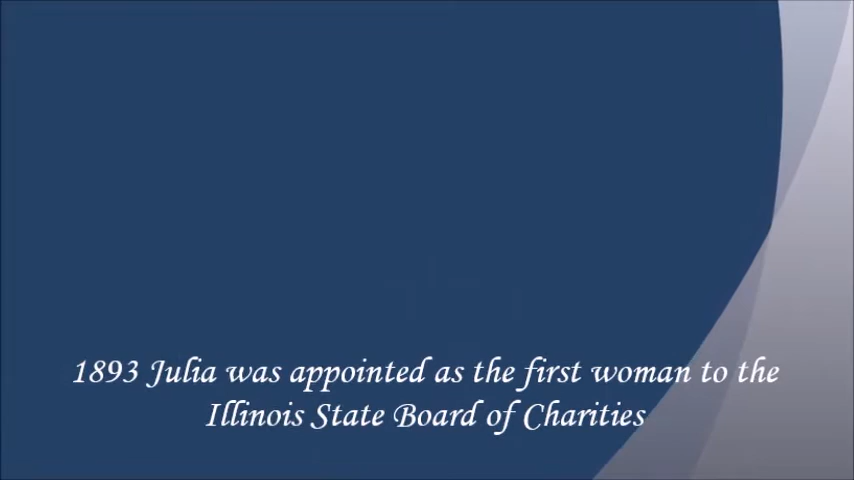 1893 Julia was appointed as the first woman to the
Illinois State Board of Charities